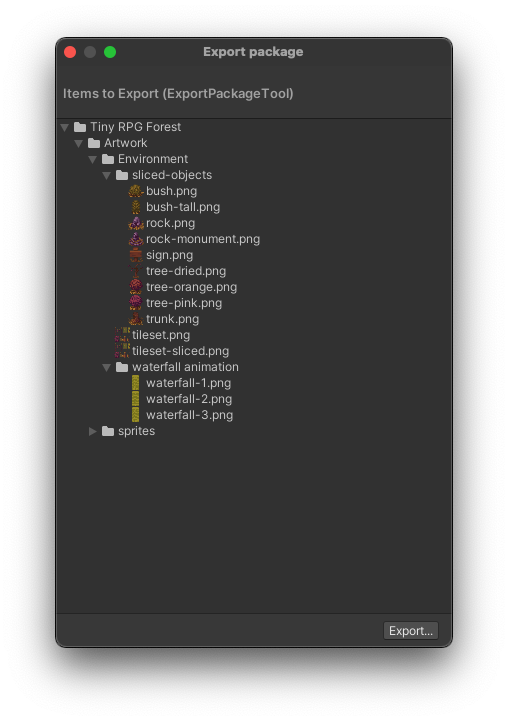 Export package
Items to Export (ExportPackageTool)
Tiny RPG Forest
Artwork
Environment
sliced-objects
bush.png
bush-tall.png
rock.png
rock-monument.png
sign.png
tree-dried.png
tree-orange.png
tree-pink.png
trunk.png
tileset.png
tileset-sliced.png
waterfall animation
waterfall-1.png
waterfall-2.png
waterfall-3.png
sprites
Export...